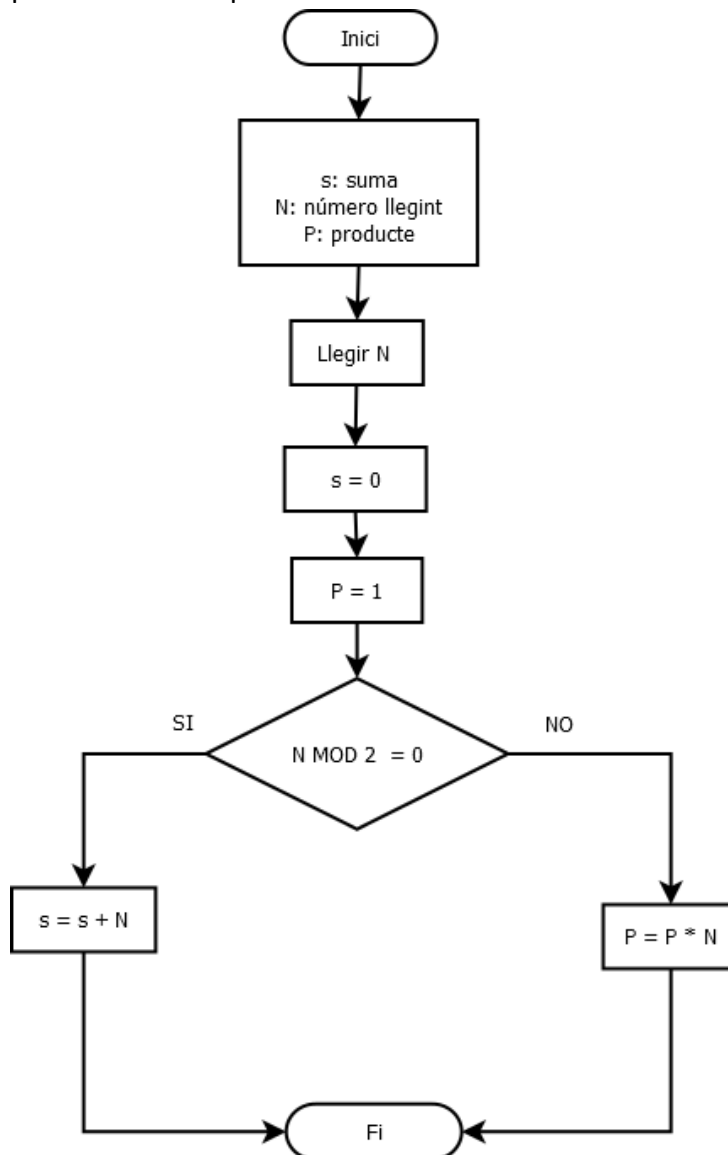 Inici
s: suma
N: número llegint
P: producte
Llegir N
s = 0
P = 1
SI
NO
N MOD 2 = 0
s = s + N
P = P * N
Fi